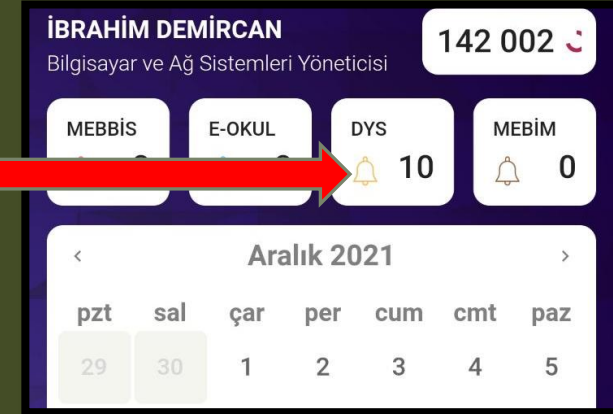 İBRAHİM DEMİRCAN
Bilgisayar ve Ağ Sistemleri Yöneticisi
142 002
MEBBİS E-OKUL DYS MEBİM
10 0
Aralık 2021
pzt sal çar per cum cmt paz
29 30 1 2 3 4 5